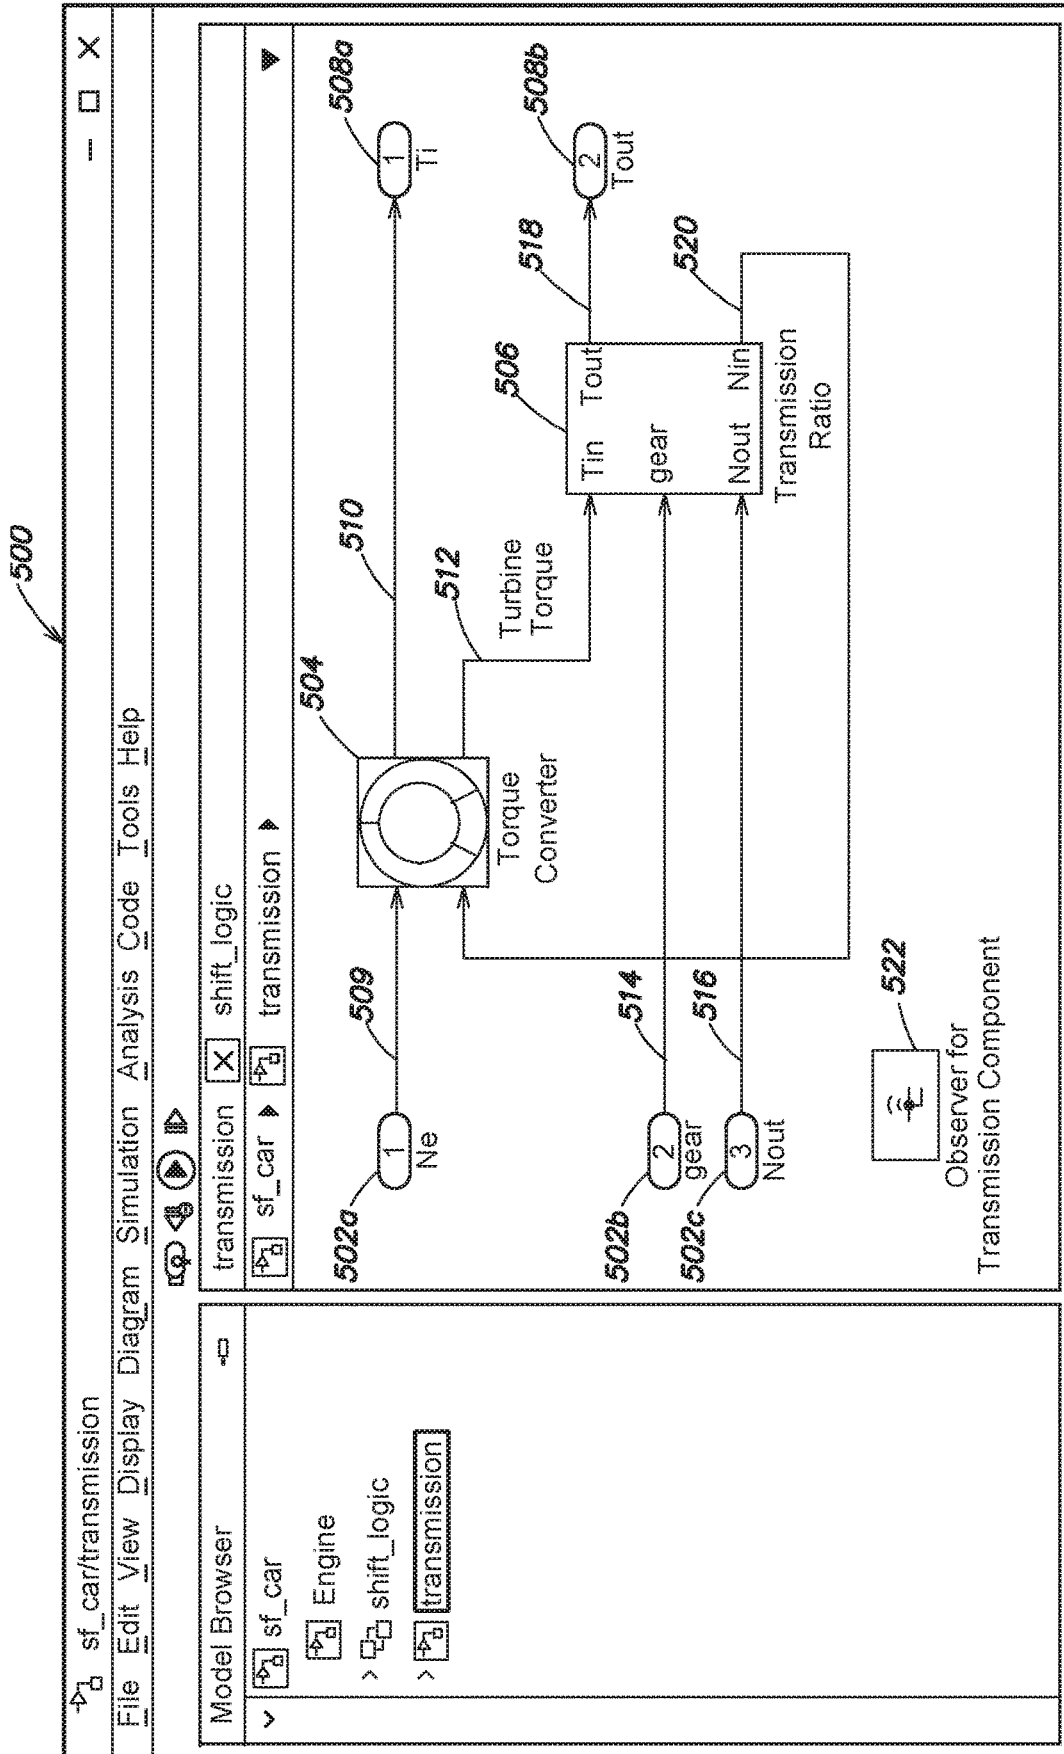 500
sf_car/transmission
File Edit View Display Diagram Simulation Analysis Code Tools Help
Model Browser
sf_car
Engine
shift_logic
transmission
transmission X shift_logic
sf_car transmission
502a
1
Ne
509
504
Torque
Converter
510
508a
1
Ti
512
Turbine
Torque
506
Tin Tout
gear
Nout Nin
Transmission
Ratio
518
508b
2
Tout
520
502b
2
gear
514
502c
3
Nout
516
522
Observer for
Transmission Component